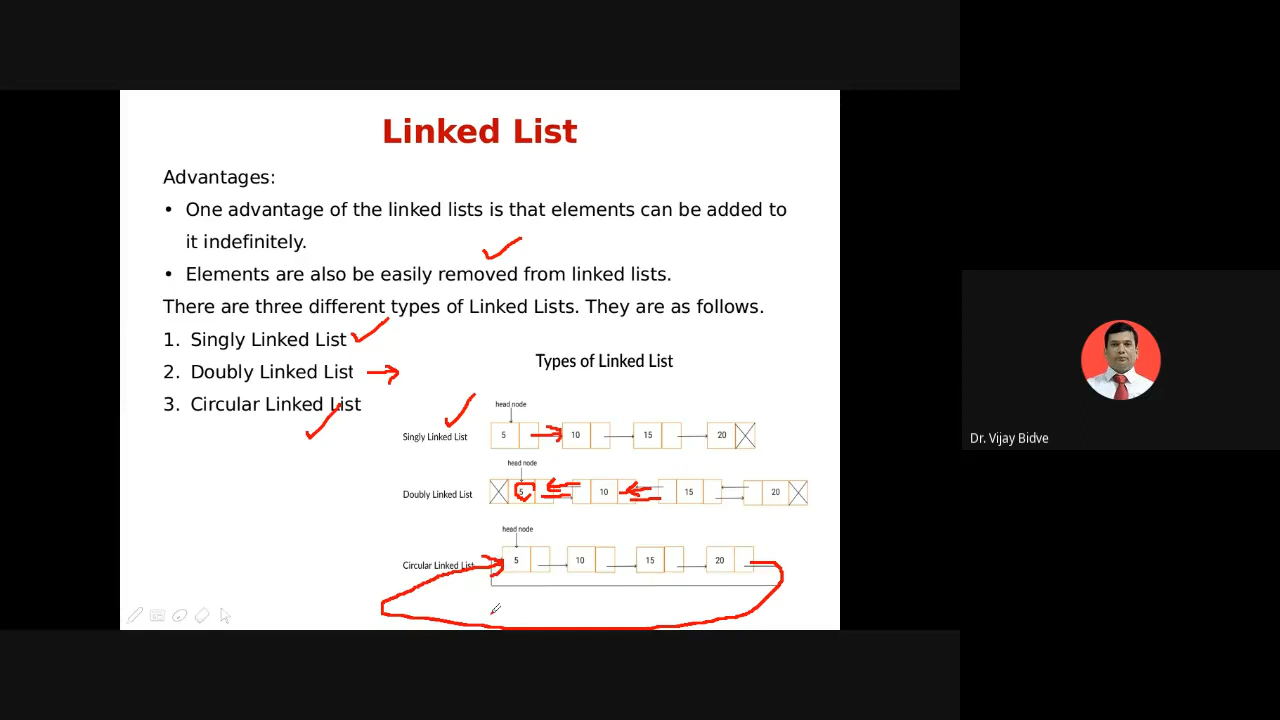 Linked List
Advantages:
• One advantage of the linked lists is that elements can be added to
it indefinitely.
• Elements are also be easily removed from linked lists.
There are three different types of Linked Lists. They are as follows.
1. Singly Linked List
2. Doubly Linked List
3. Circular Linked List
Types of Linked List
head node
Singly Linked List 5 10 15 20
head node
Doubly Linked List 5 10 15 20
head node
Circular Linked List 5 10 15 20
Dr. Vijay Bidve